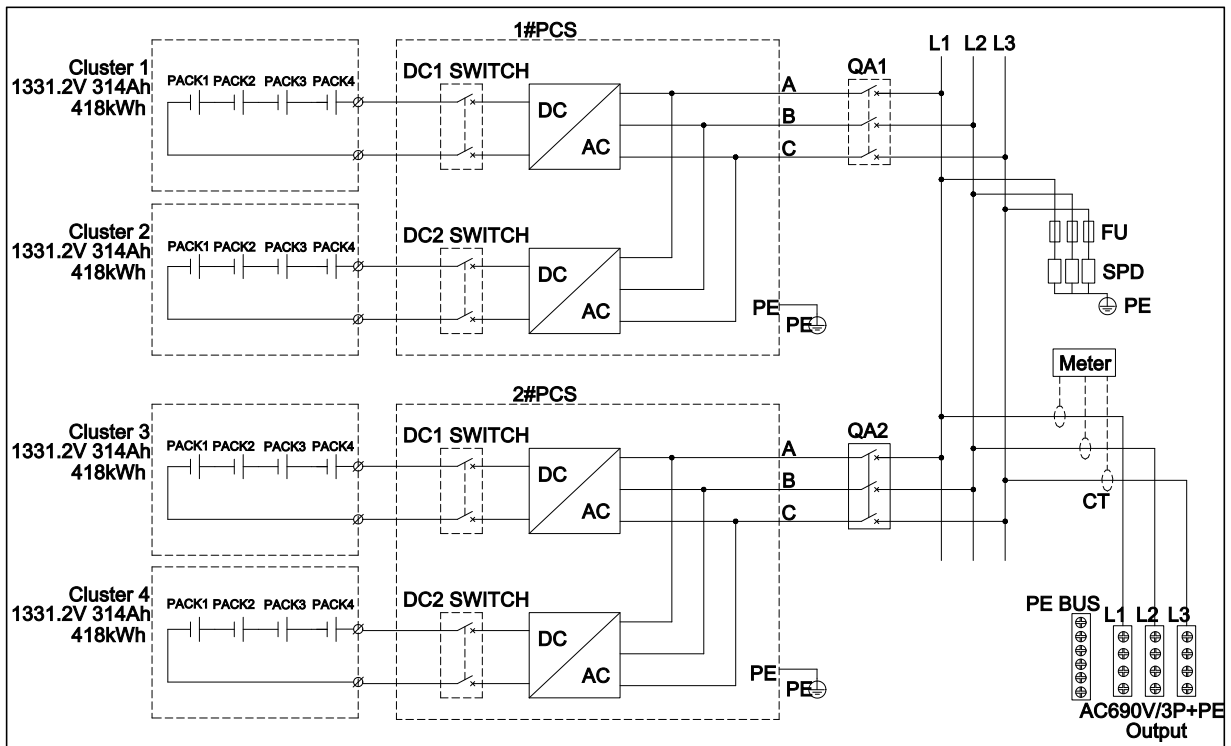 1#PCS
L1 L2 L3
Cluster 1
1331.2V 314Ah
418kWh
PACK1 PACK2 PACK3 PACK4
DC1 SWITCH
DC
AC
A
B
C
QA1
Cluster 2
1331.2V 314Ah
418kWh
PACK1 PACK2 PACK3 PACK4
DC2 SWITCH
DC
AC
PE
PE
FU
SPD
PE
Meter
CT
2#PCS
Cluster 3
1331.2V 314Ah
418kWh
PACK1 PACK2 PACK3 PACK4
DC1 SWITCH
DC
AC
A
B
C
QA2
Cluster 4
1331.2V 314Ah
418kWh
PACK1 PACK2 PACK3 PACK4
DC2 SWITCH
DC
AC
PE
PE
PE BUS
L1 L2 L3
AC690V/3P+PE
Output